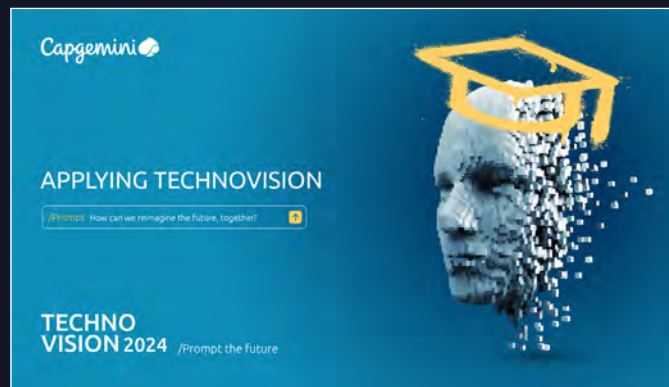 Capgemini
APPLYING TECHNOVISION
/Prompt How can we reimagine the future, together?
TECHNO
VISION 2024 /Prompt the future